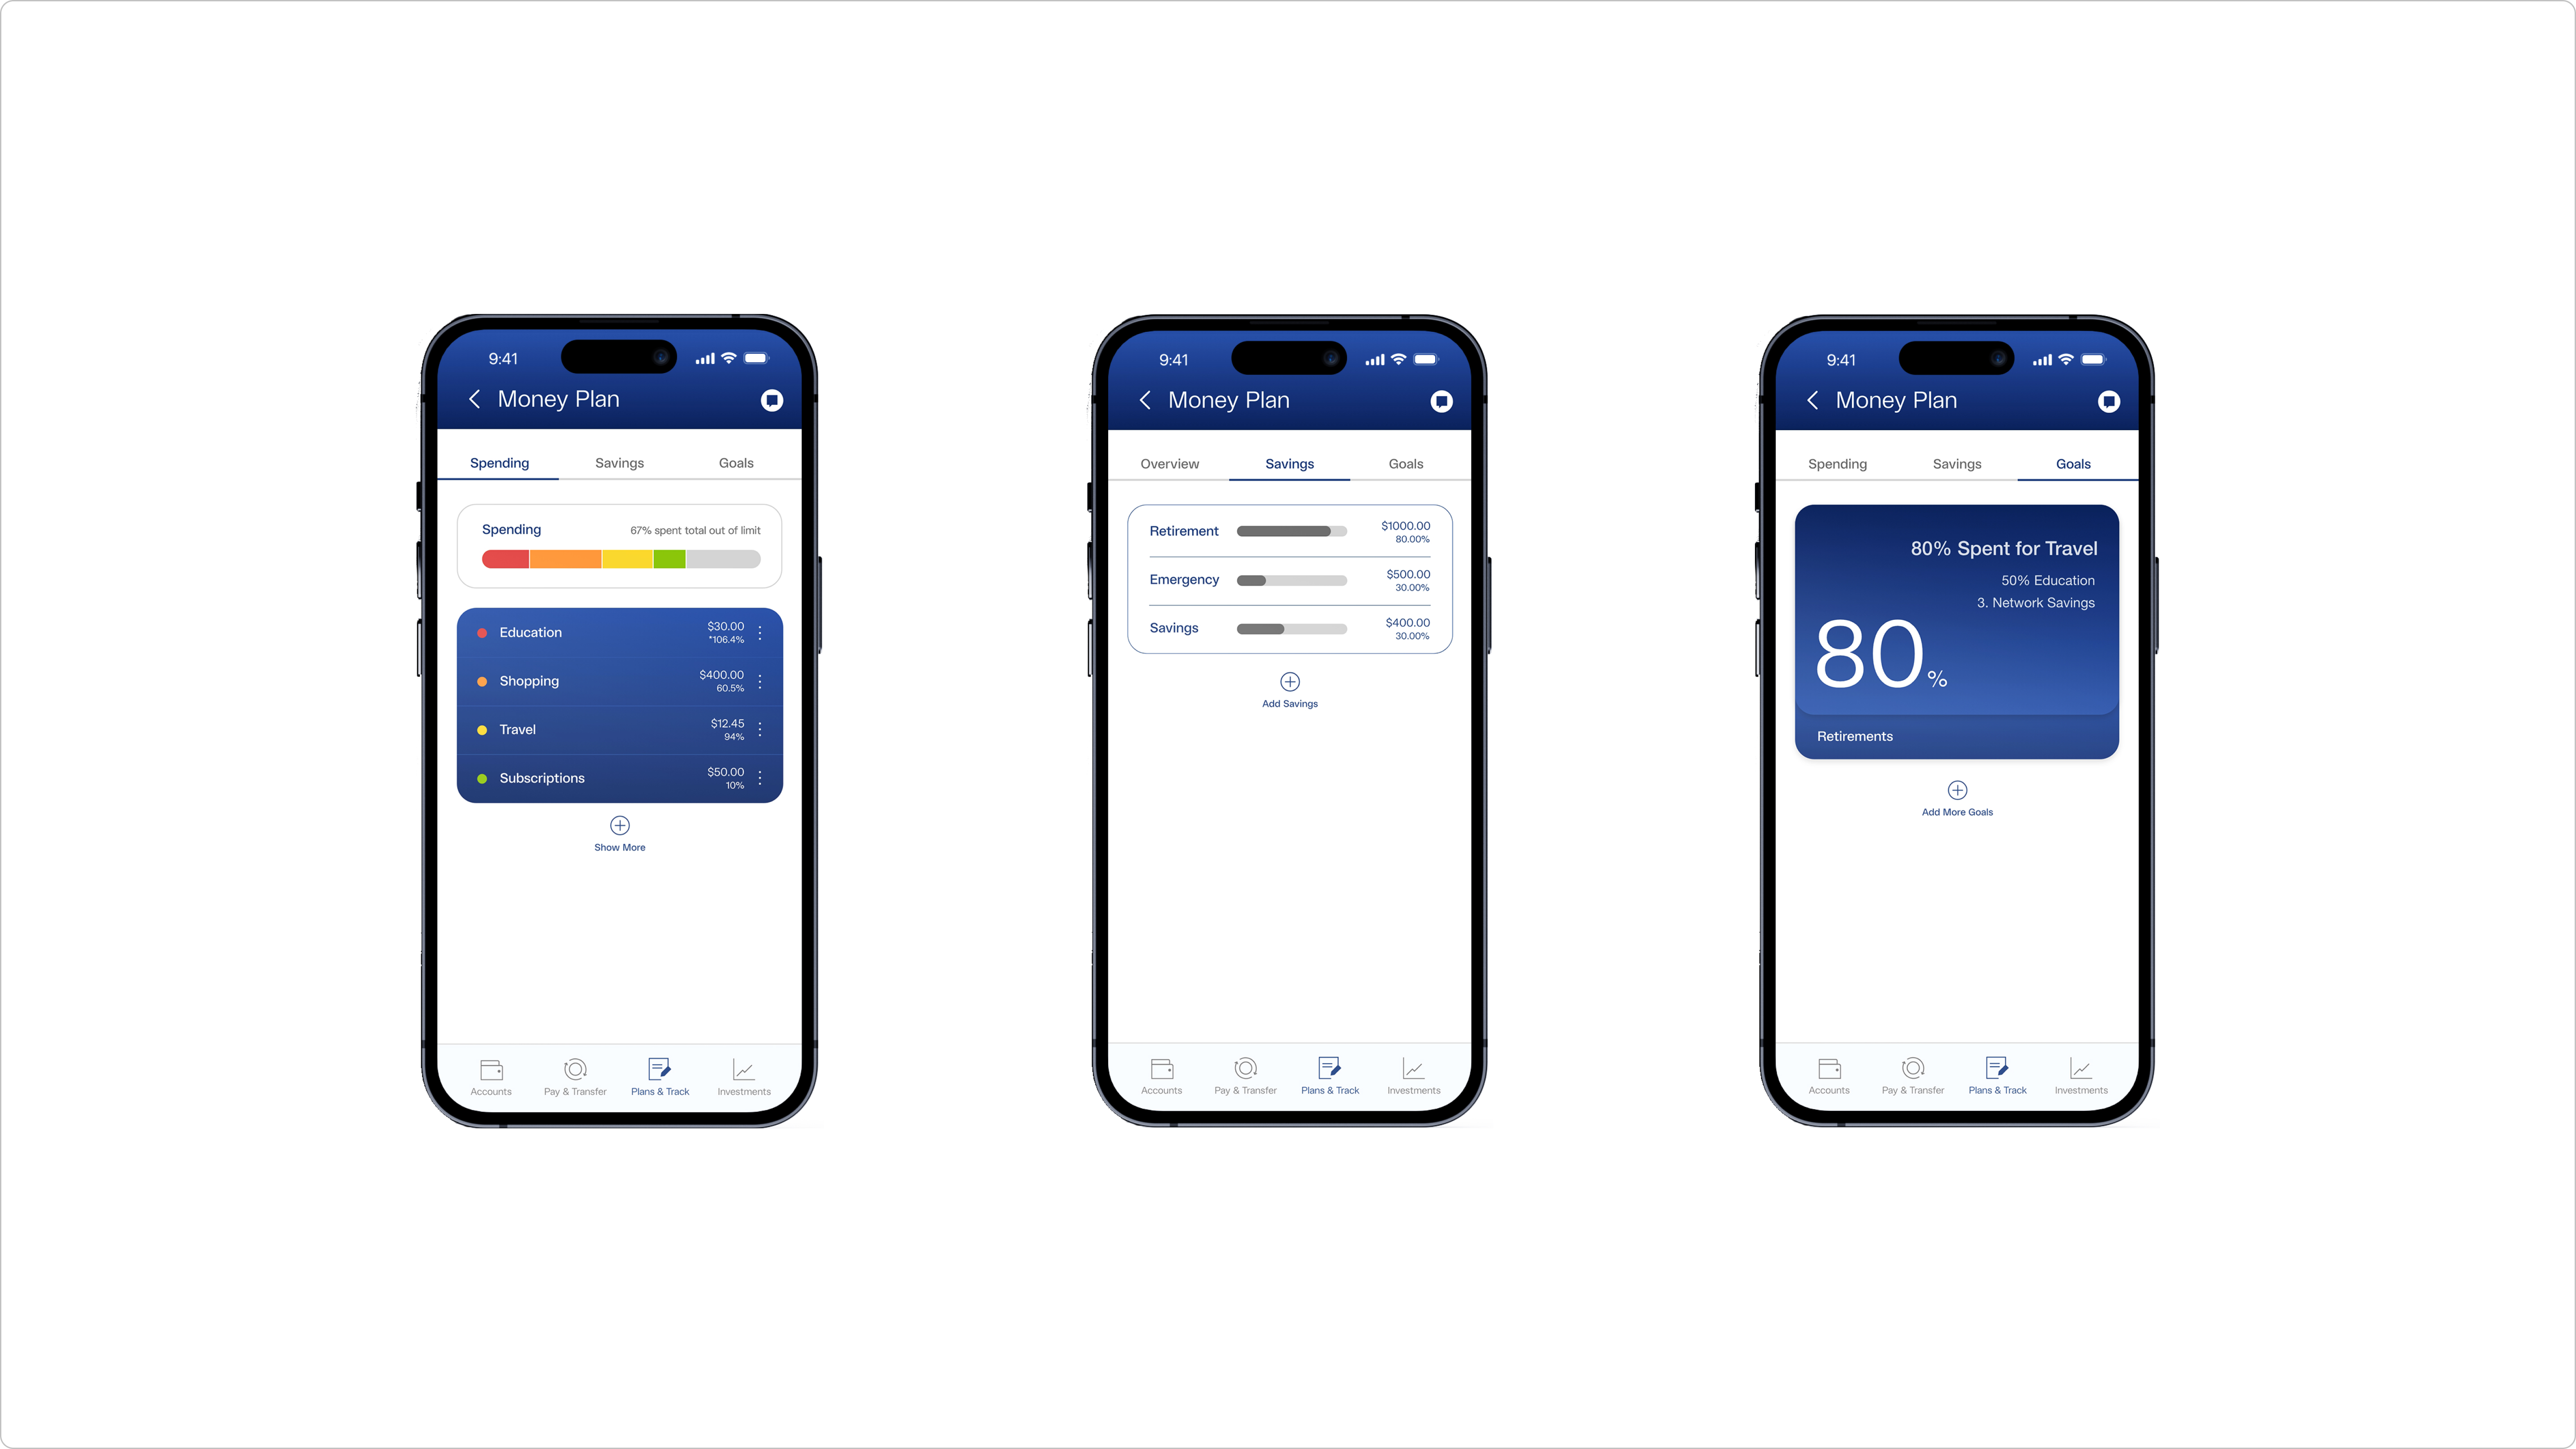 9:41
Money Plan
Spending Savings Goals
Spending 67% spent total out of limit
Education $30.00
*106.4%
Shopping $400.00
60.5%
Travel $12.45
94%
Subscriptions $50.00
10%
Show More
Accounts Pay & Transfer Plans & Track Investments
9:41
Money Plan
Overview Savings Goals
Retirement $1000.00
80.00%
Emergency $500.00
30.00%
Savings $400.00
30.00%
Add Savings
Accounts Pay & Transfer Plans & Track Investments
9:41
Money Plan
Spending Savings Goals
80% Spent for Travel
50% Education
3. Network Savings
80%
Retirements
Add More Goals
Accounts Pay & Transfer Plans & Track Investments